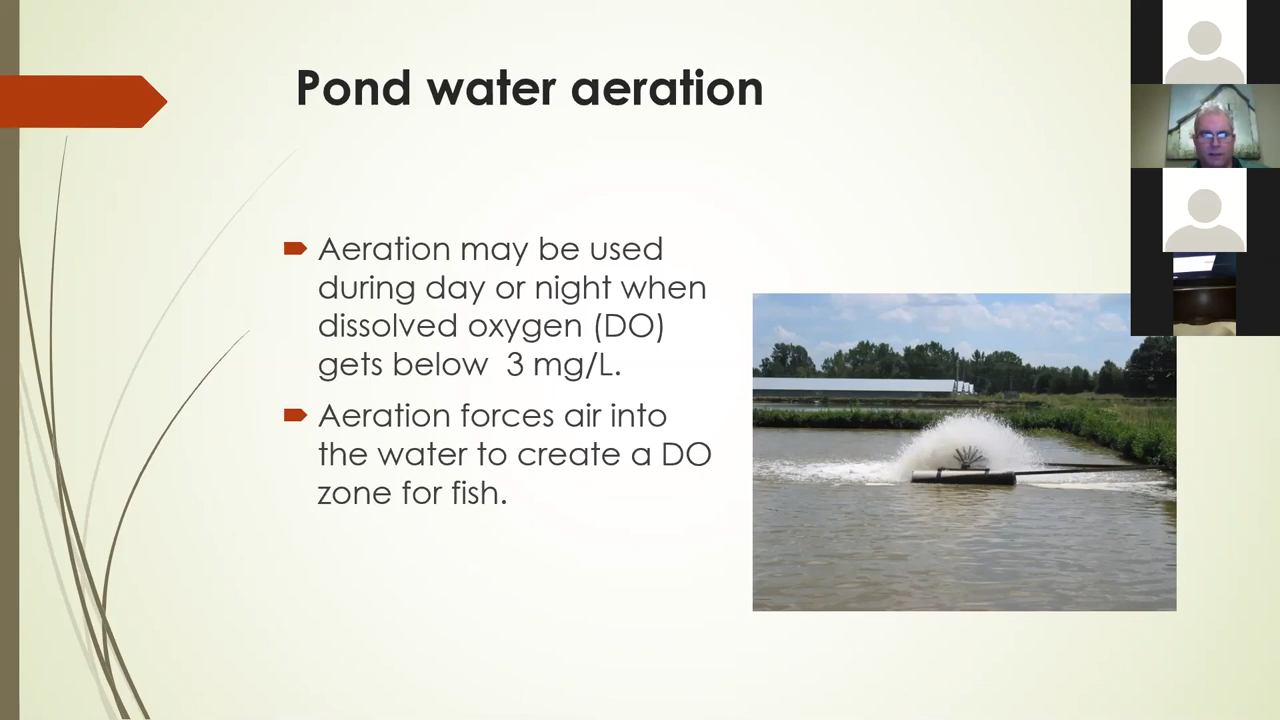 Pond water aeration
Aeration may be used
during day or night when
dissolved oxygen (DO)
gets below  3 mg/L.
Aeration forces air into
the water to create a DO
zone for fish.